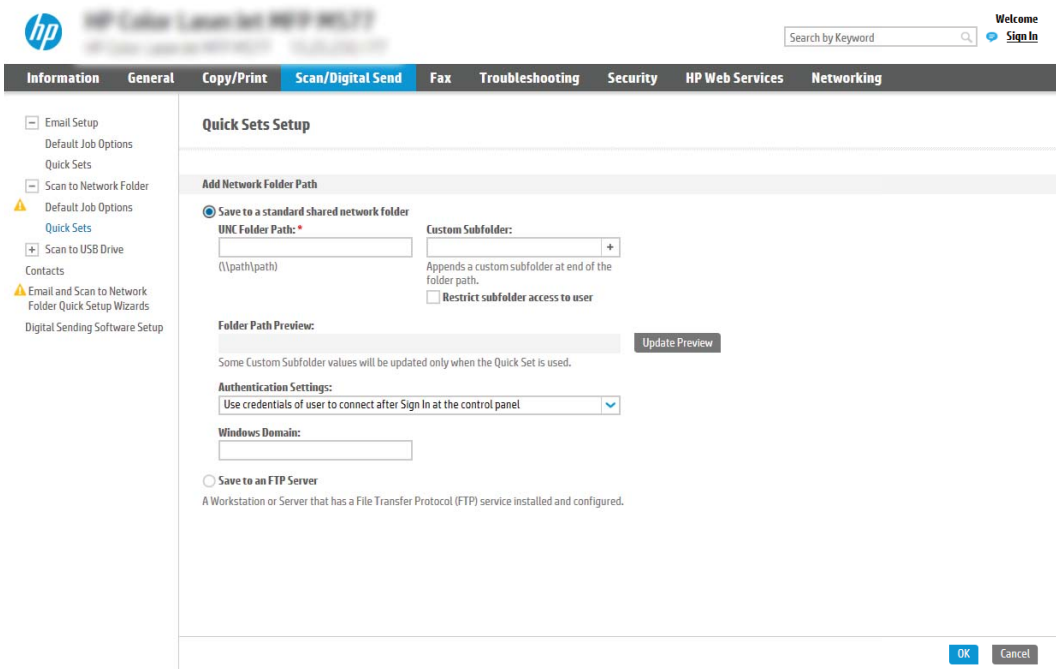 hp
Welcome
Search by Keyword
Sign In
Information General Copy/Print Scan/Digital Send Fax Troubleshooting Security HP Web Services Networking
Email Setup
Default Job Options
Quick Sets
Scan to Network Folder
Default Job Options
Quick Sets
Scan to USB Drive
Contacts
Email and Scan to Network
Folder Quick Setup Wizards
Digital Sending Software Setup
Quick Sets Setup
Add Network Folder Path
Save to a standard shared network folder
UNC Folder Path: * Custom Subfolder:
(\\path\path) Appends a custom subfolder at end of the
folder path.
Restrict subfolder access to user
Folder Path Preview:
Update Preview
Some Custom Subfolder values will be updated only when the Quick Set is used.
Authentication Settings:
Use credentials of user to connect after Sign In at the control panel
Windows Domain:
Save to an FTP Server
A Workstation or Server that has a File Transfer Protocol (FTP) service installed and configured.
OK Cancel